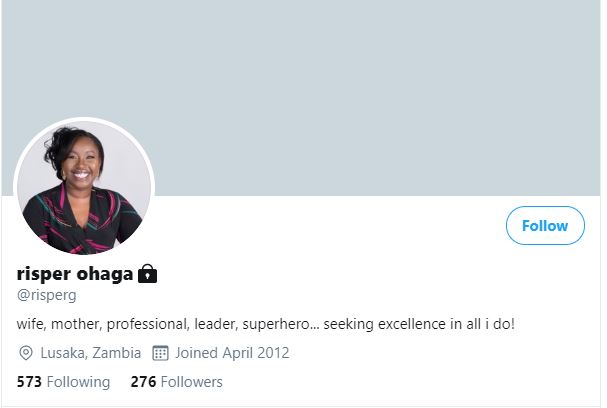 Follow
risper ohaga
@risperg
wife, mother, professional, leader, superhero... seeking excellence in all i do!
Lusaka, Zambia Joined April 2012
573 Following 276 Followers